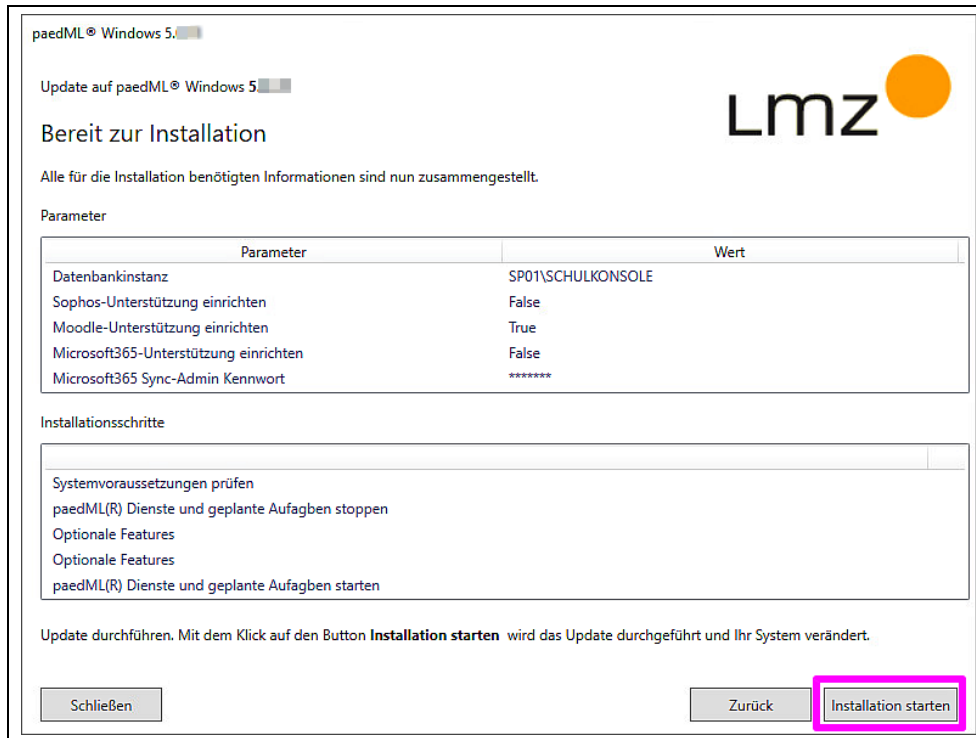 paedML® Windows 5.
Update auf paedML® Windows 5.
Lmz
Bereit zur Installation
Alle für die Installation benötigten Informationen sind nun zusammengestellt.
Parameter
Parameter Wert
Datenbankinstanz SP01\SCHULKONSOLE
Sophos-Unterstützung einrichten False
Moodle-Unterstützung einrichten True
Microsoft365-Unterstützung einrichten False
Microsoft365 Sync-Admin Kennwort *******
Installationsschritte
Systemvoraussetzungen prüfen
paedML(R) Dienste und geplante Aufagben stoppen
Optionale Features
Optionale Features
paedML(R) Dienste und geplante Aufagben starten
Update durchführen. Mit dem Klick auf den Button Installation starten wird das Update durchgeführt und Ihr System verändert.
Schließen Zurück Installation starten